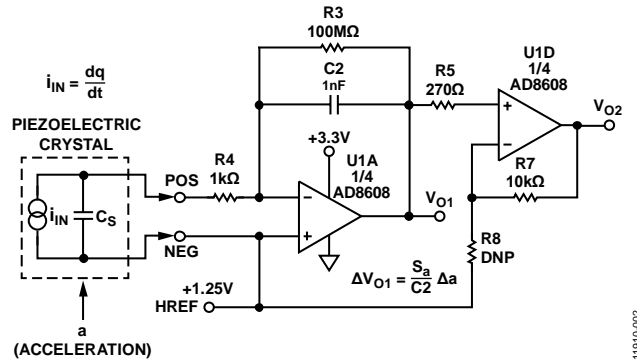 R3
100MΩ
C2
1nF
iIN = dq
dt
PIEZOELECTRIC
CRYSTAL
iIN
CS
POS
NEG
R4
1kΩ
+3.3V
U1A
1/4
AD8608
−
+
VO1
R5
270Ω
U1D
1/4
AD8608
+
−
VO2
R7
10kΩ
R8
DNP
ΔVO1 = Sa
C2
Δa
+1.25V
HREF
a
(ACCELERATION)
11910-002